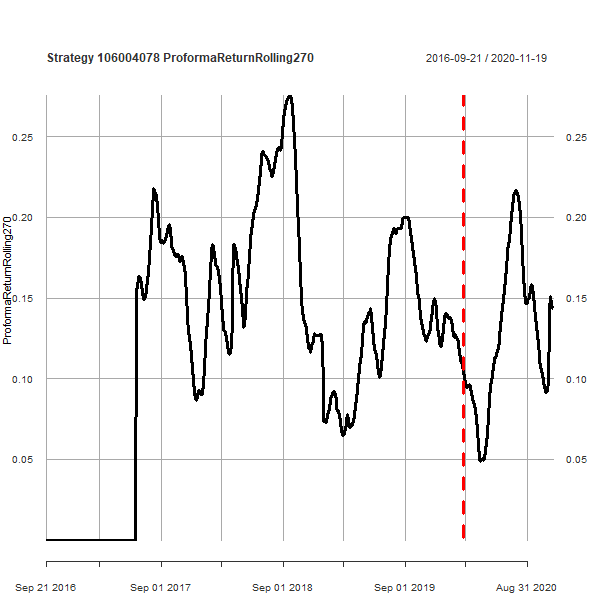 Strategy 106004078 ProformaReturnRolling270
2016-09-21 / 2020-11-19
ProformaReturnRolling270
0.25
0.20
0.15
0.10
0.05
0.25
0.20
0.15
0.10
0.05
Sep 21 2016
Sep 01 2017
Sep 01 2018
Sep 01 2019
Aug 31 2020